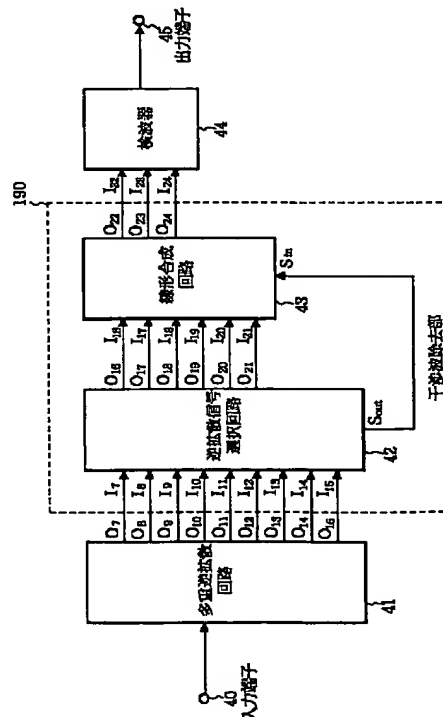 190
40
入力端子
多重逆拡散
回路
41
O7 I7
O8 I8
O9 I9
O10 I10
O11 I11
O12 I12
O13 I13
O14 I14
O15 I15
逆拡散信号
選択回路
42
Sout
O16 I16
O17 I17
O18 I18
O19 I19
O20 I20
O21 I21
線形合成
回路
43
Sin
O22 I22
O23 I23
O24 I24
検波器
44
45
出力端子
干渉波除去部